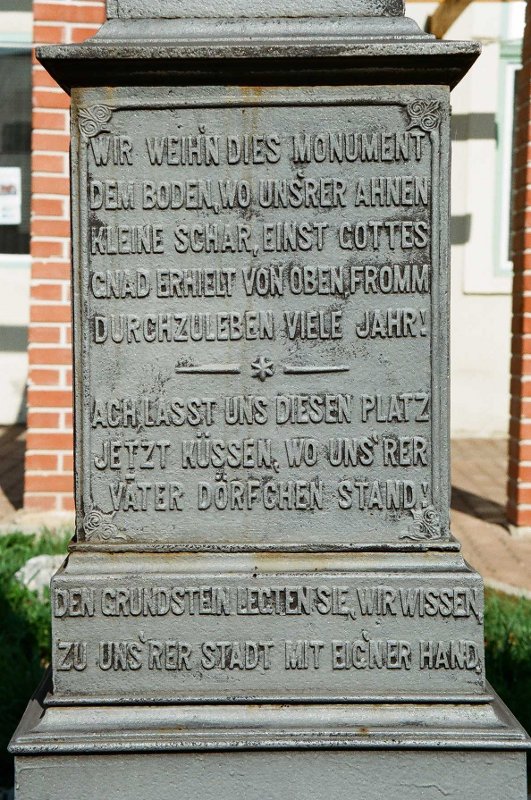 WIR WEIH'N DIES MONUMENT
DEM BODEN, WO UNS'RER AHNEN
KLEINE SCHAR, EINST GOTTES
GNAD ERHIELT VON OBEN, FROMM
DURCHZULEBEN VIELE JAHR'!
ACH, LASST UNS DIESEN PLATZ
JETZT KÜSSEN, WO UNS'RER
VÄTER DÖRFCHEN STAND!
DEN GRUNDSTEIN LEGTEN SIE, WIR WISSEN,
ZU UNS'RER STADT MIT EIG'NER HAND.